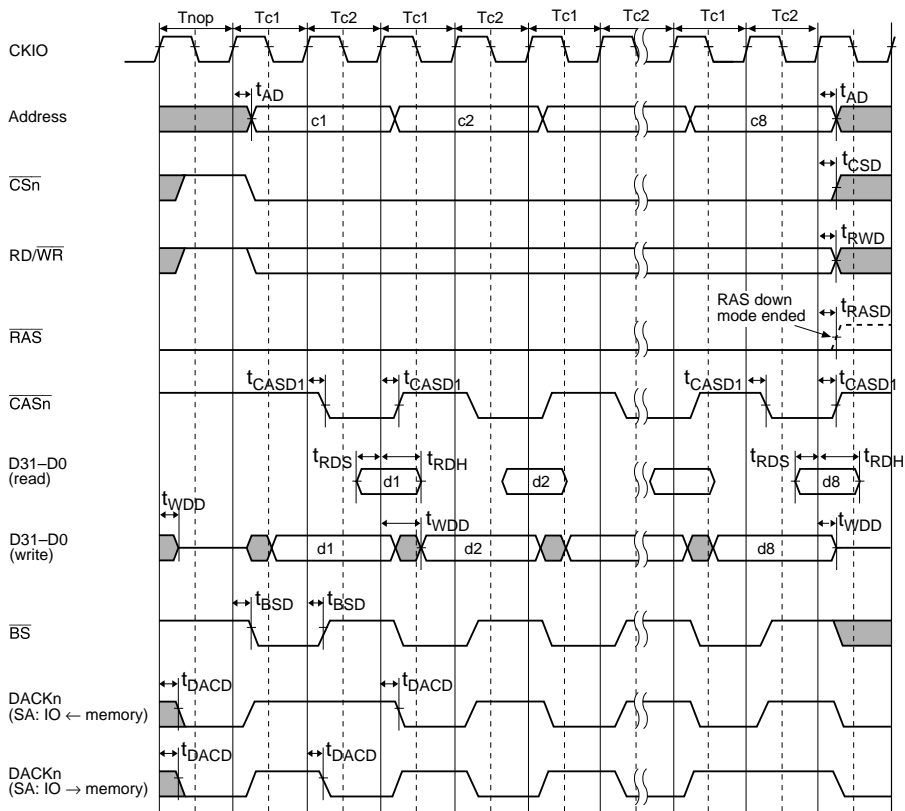 Tnop Tc1 Tc2 Tc1 Tc2 Tc1 Tc2 Tc1 Tc2
CKIO
tAD tAD
Address c1 c2 c8
tCSD
CSn
tRWD
RD/WR
RAS down
mode ended
tRASD
RAS
tCASD1 tCASD1 tCASD1 tCASD1
CASn
D31–D0
(read)
tRDS d1 tRDH d2 tRDS d8 tRDH
tWDD tWDD tWDD
D31–D0
(write)
d1 d2 d8
tBSD tBSD
BS
tDACD tDACD
DACKn
(SA: IO ← memory)
tDACD tDACD
DACKn
(SA: IO → memory)